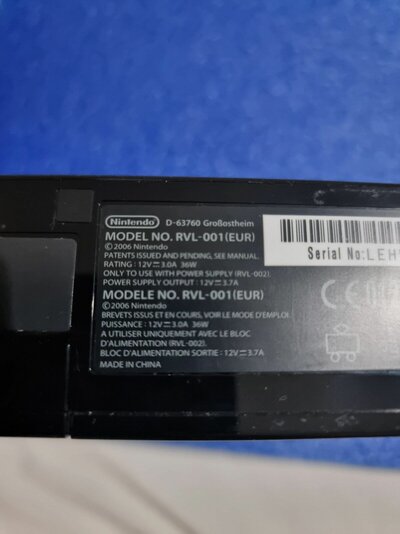 Nintendo D-63760 Großostheim
MODEL NO. RVL-001(EUR)
©2006 Nintendo
PATENTS ISSUED AND PENDING, SEE MANUAL.
RATING : 12V⎓3.0A 36W
ONLY TO USE WITH POWER SUPPLY (RVL-002).
POWER SUPPLY OUTPUT : 12V⎓3.7A
MODELE NO. RVL-001(EUR)
©2006 Nintendo
BREVETS ISSUS ET EN COURS, VOIR LE MODE D'EMPLOI.
PUISSANCE : 12V⎓3.0A 36W
A UTILISER UNIQUEMENT AVEC LE BLOC
D'ALIMENTATION (RVL-002).
BLOC D'ALIMENTATION SORTIE : 12V⎓3.7A
MADE IN CHINA
Serial No: LEH
CE